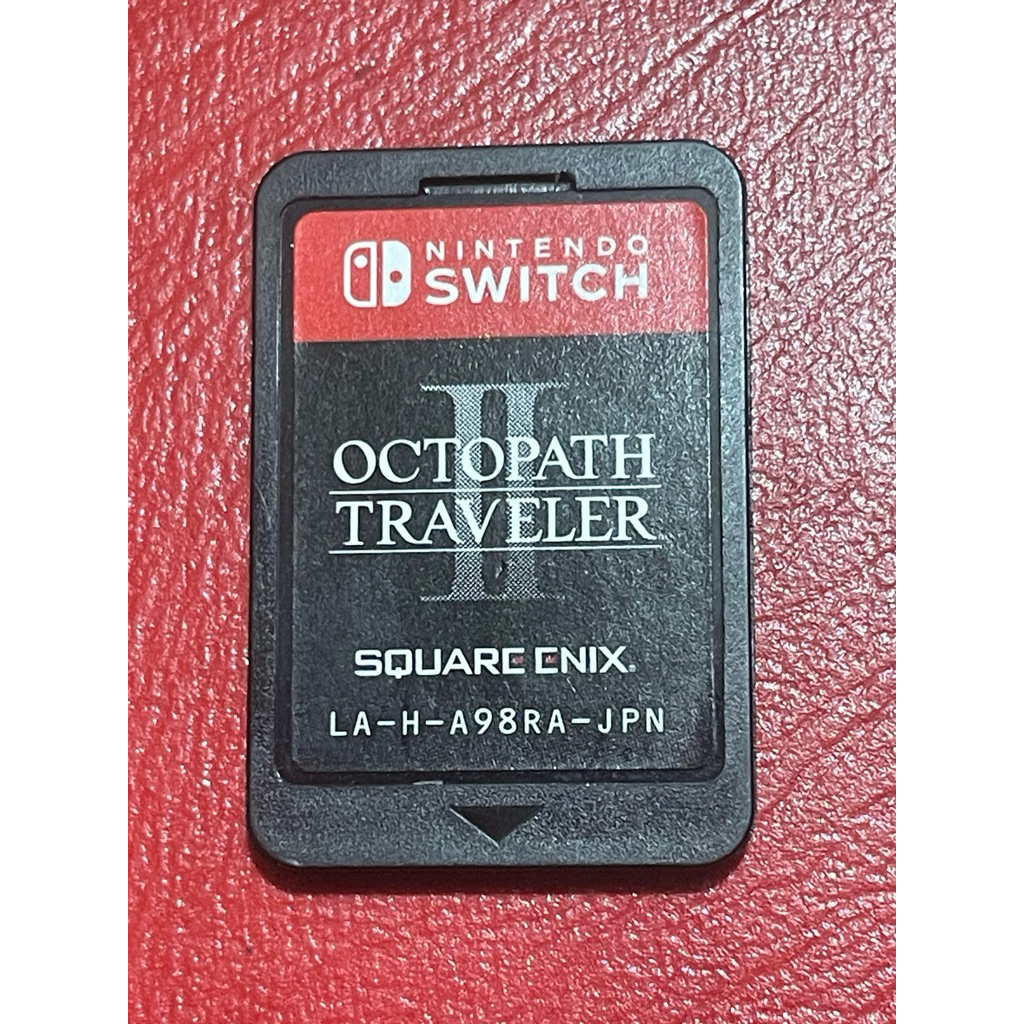 NINTENDO
SWITCH
II
OCTOPATH
TRAVELER
SQUARE ENIX.
LA-H-A98RA-JPN